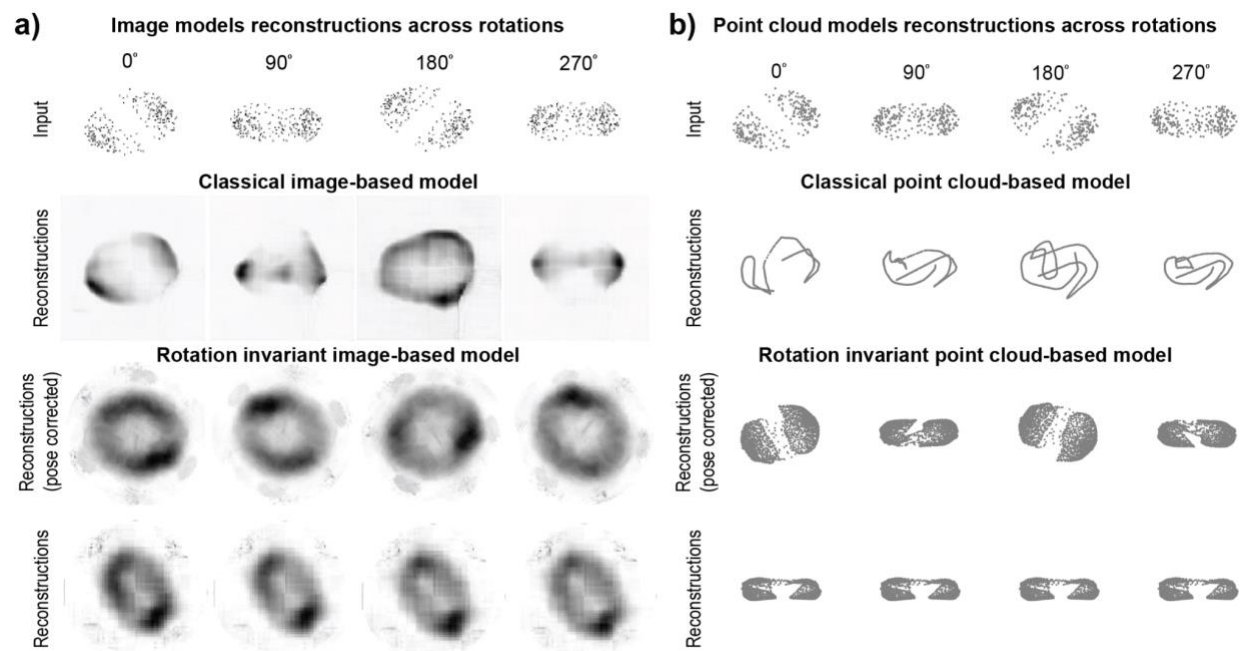 a) Image models reconstructions across rotations
0° 90° 180° 270°
Input
Classical image-based model
Reconstructions
Rotation invariant image-based model
Reconstructions
(pose corrected)
Reconstructions
b) Point cloud models reconstructions across rotations
0° 90° 180° 270°
Input
Classical point cloud-based model
Reconstructions
Rotation invariant point cloud-based model
Reconstructions
(pose corrected)
Reconstructions